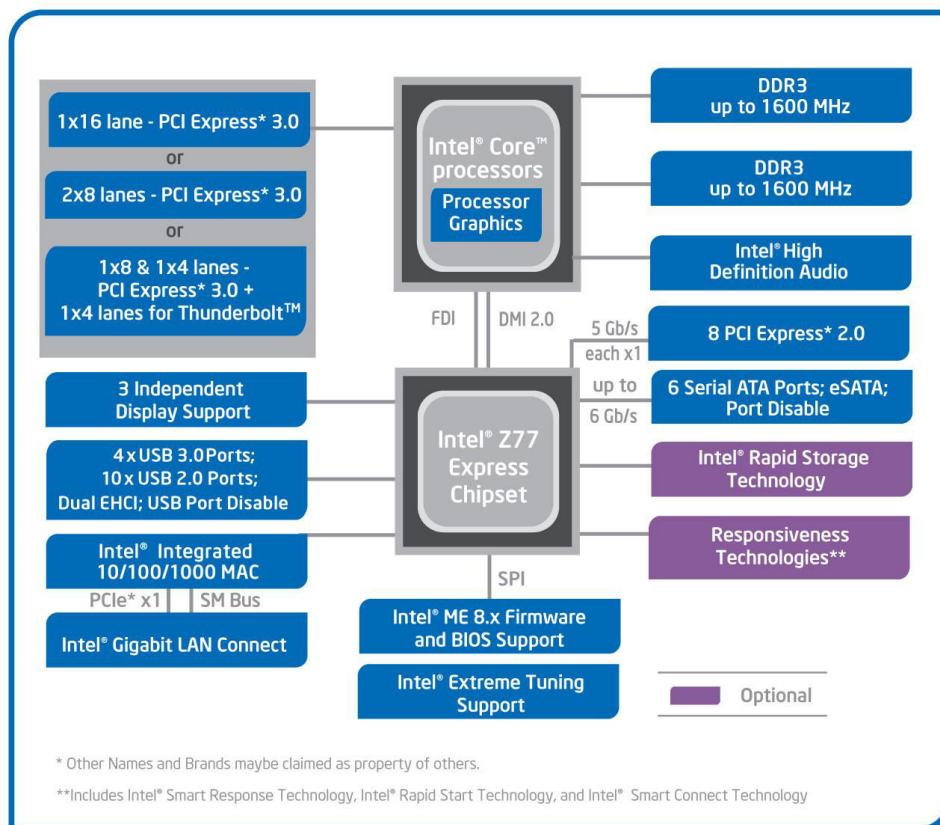 1x16 lane - PCI Express* 3.0
or
2x8 lanes - PCI Express* 3.0
or
1x8 & 1x4 lanes -
PCI Express* 3.0 +
1x4 lanes for Thunderbolt™
Intel® Core™
processors
Processor
Graphics
DDR3
up to 1600 MHz
DDR3
up to 1600 MHz
Intel® High
Definition Audio
FDI
DMI 2.0
5 Gb/s
each x1
8 PCI Express* 2.0
3 Independent
Display Support
up to
6 Gb/s
6 Serial ATA Ports; eSATA;
Port Disable
4 x USB 3.0 Ports;
10 x USB 2.0 Ports;
Dual EHCI; USB Port Disable
Intel® Z77
Express
Chipset
Intel® Rapid Storage
Technology
Intel® Integrated
10/100/1000 MAC
Responsiveness
Technologies**
PCIe* x1
SM Bus
SPI
Intel® Gigabit LAN Connect
Intel® ME 8.x Firmware
and BIOS Support
Intel® Extreme Tuning
Support
Optional
* Other Names and Brands maybe claimed as property of others.
**Includes Intel® Smart Response Technology, Intel® Rapid Start Technology, and Intel® Smart Connect Technology